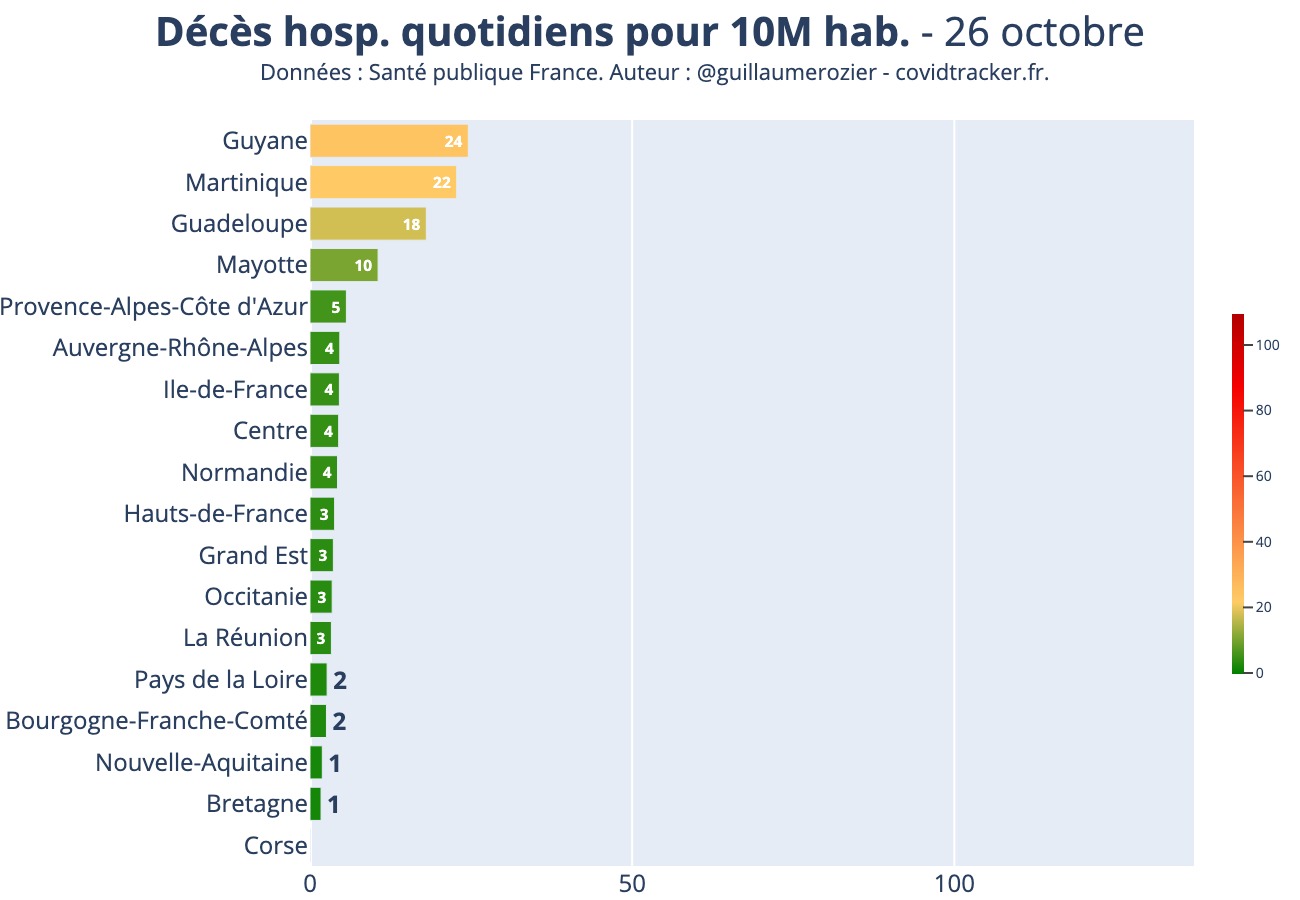 Décès hosp. quotidiens pour 10M hab. - 26 octobre
Données : Santé publique France. Auteur : @guillaumerozier - covidtracker.fr.
Guyane 24
Martinique 22
Guadeloupe 18
Mayotte 10
Provence-Alpes-Côte d'Azur 5
Auvergne-Rhône-Alpes 4
Ile-de-France 4
Centre 4
Normandie 4
Hauts-de-France 3
Grand Est 3
Occitanie 3
La Réunion 3
Pays de la Loire 2
Bourgogne-Franche-Comté 2
Nouvelle-Aquitaine 1
Bretagne 1
Corse
0 50 100
100
80
60
40
20
0